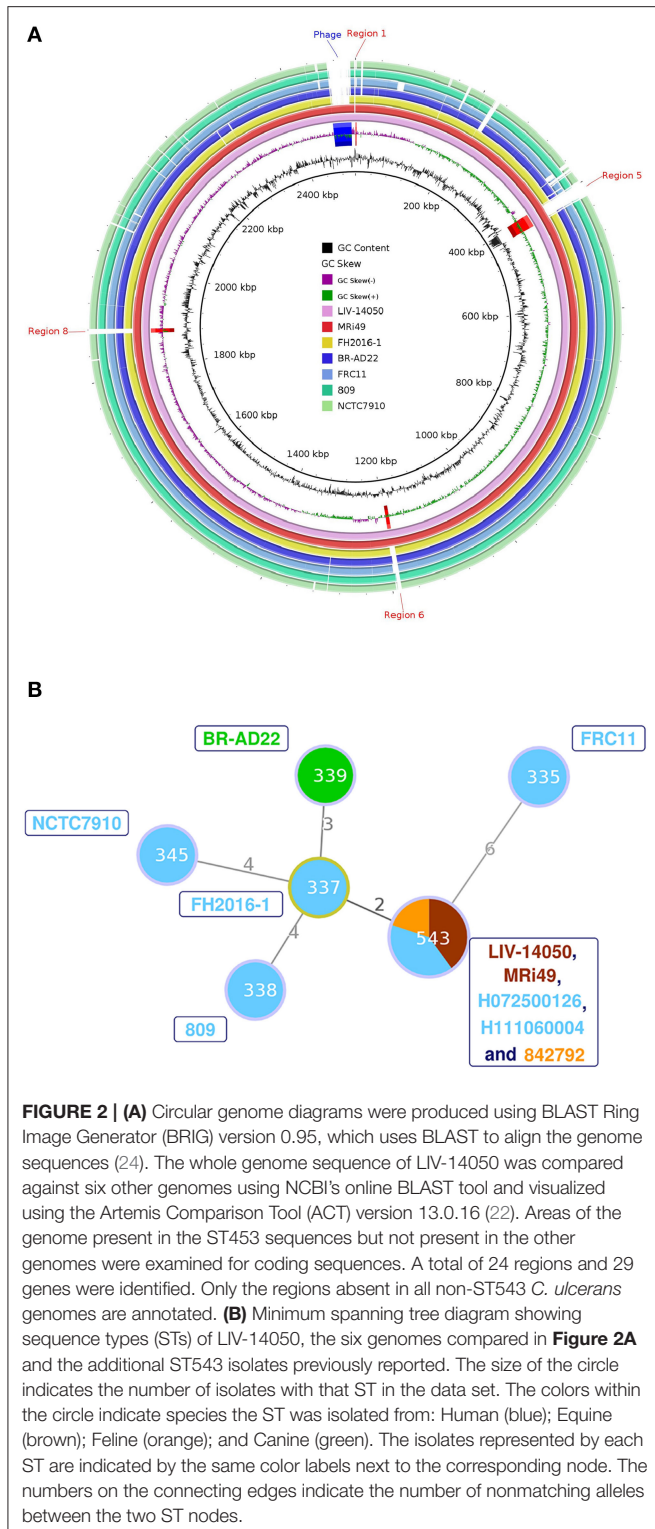 A
Phage
Region 1
Region 5
Region 8
Region 6
2400 kbp
200 kbp
2200 kbp
400 kbp
2000 kbp
600 kbp
1800 kbp
800 kbp
1600 kbp
1000 kbp
1400 kbp
1200 kbp
GC Content
GC Skew
GC Skew(-)
GC Skew(+)
LIV-14050
MRi49
FH2016-1
BR-AD22
FRC11
809
NCTC7910
B
BR-AD22
FRC11
339
335
NCTC7910
3
345
4
6
337
FH2016-1
2
4
543
338
809
LIV-14050,
MRi49,
H072500126,
H111060004
and 842792
FIGURE 2 | (A) Circular genome diagrams were produced using BLAST Ring
Image Generator (BRIG) version 0.95, which uses BLAST to align the genome
sequences (24). The whole genome sequence of LIV-14050 was compared
against six other genomes using NCBI's online BLAST tool and visualized
using the Artemis Comparison Tool (ACT) version 13.0.16 (22). Areas of the
genome present in the ST453 sequences but not present in the other
genomes were examined for coding sequences. A total of 24 regions and 29
genes were identified. Only the regions absent in all non-ST543 C. ulcerans
genomes are annotated. (B) Minimum spanning tree diagram showing
sequence types (STs) of LIV-14050, the six genomes compared in Figure 2A
and the additional ST543 isolates previously reported. The size of the circle
indicates the number of isolates with that ST in the data set. The colors within
the circle indicate species the ST was isolated from: Human (blue); Equine
(brown); Feline (orange); and Canine (green). The isolates represented by each
ST are indicated by the same color labels next to the corresponding node. The
numbers on the connecting edges indicate the number of nonmatching alleles
between the two ST nodes.